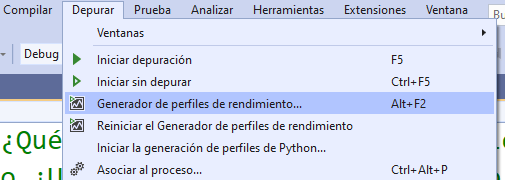 Compilar Depurar Prueba Analizar Herramientas Extensiones Ventana Bu
Debug
Ventanas
Iniciar depuración F5
Iniciar sin depurar Ctrl+F5
Generador de perfiles de rendimiento... Alt+F2
Reiniciar el Generador de perfiles de rendimiento
Iniciar la generación de perfiles de Python...
Asociar al proceso... Ctrl+Alt+P
¿Qué